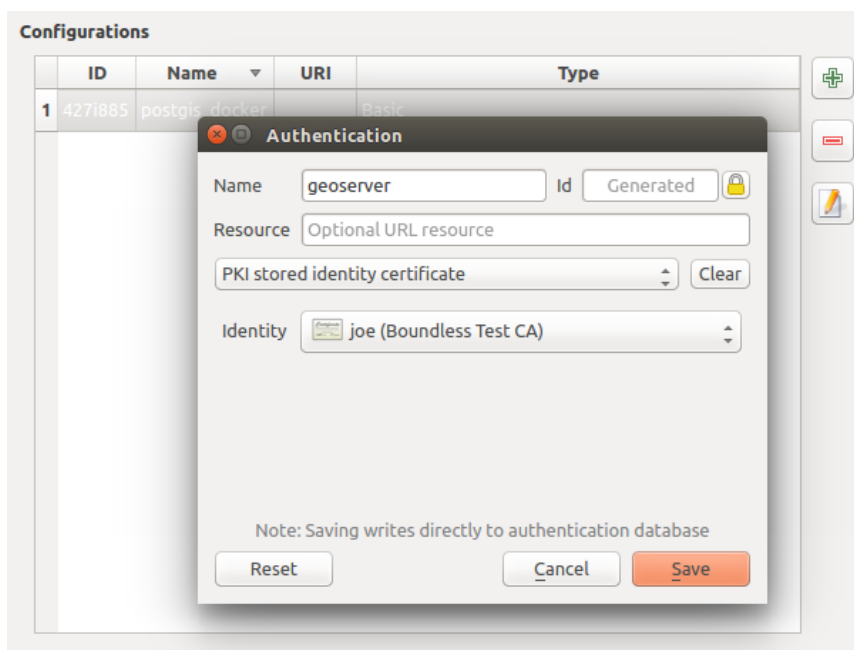 Configurations
ID Name URI Type
1 427i885 postgis_docker Basic
Authentication
Name geoserver Id Generated
Resource Optional URL resource
PKI stored identity certificate Clear
Identity joe (Boundless Test CA)
Note: Saving writes directly to authentication database
Reset Cancel Save